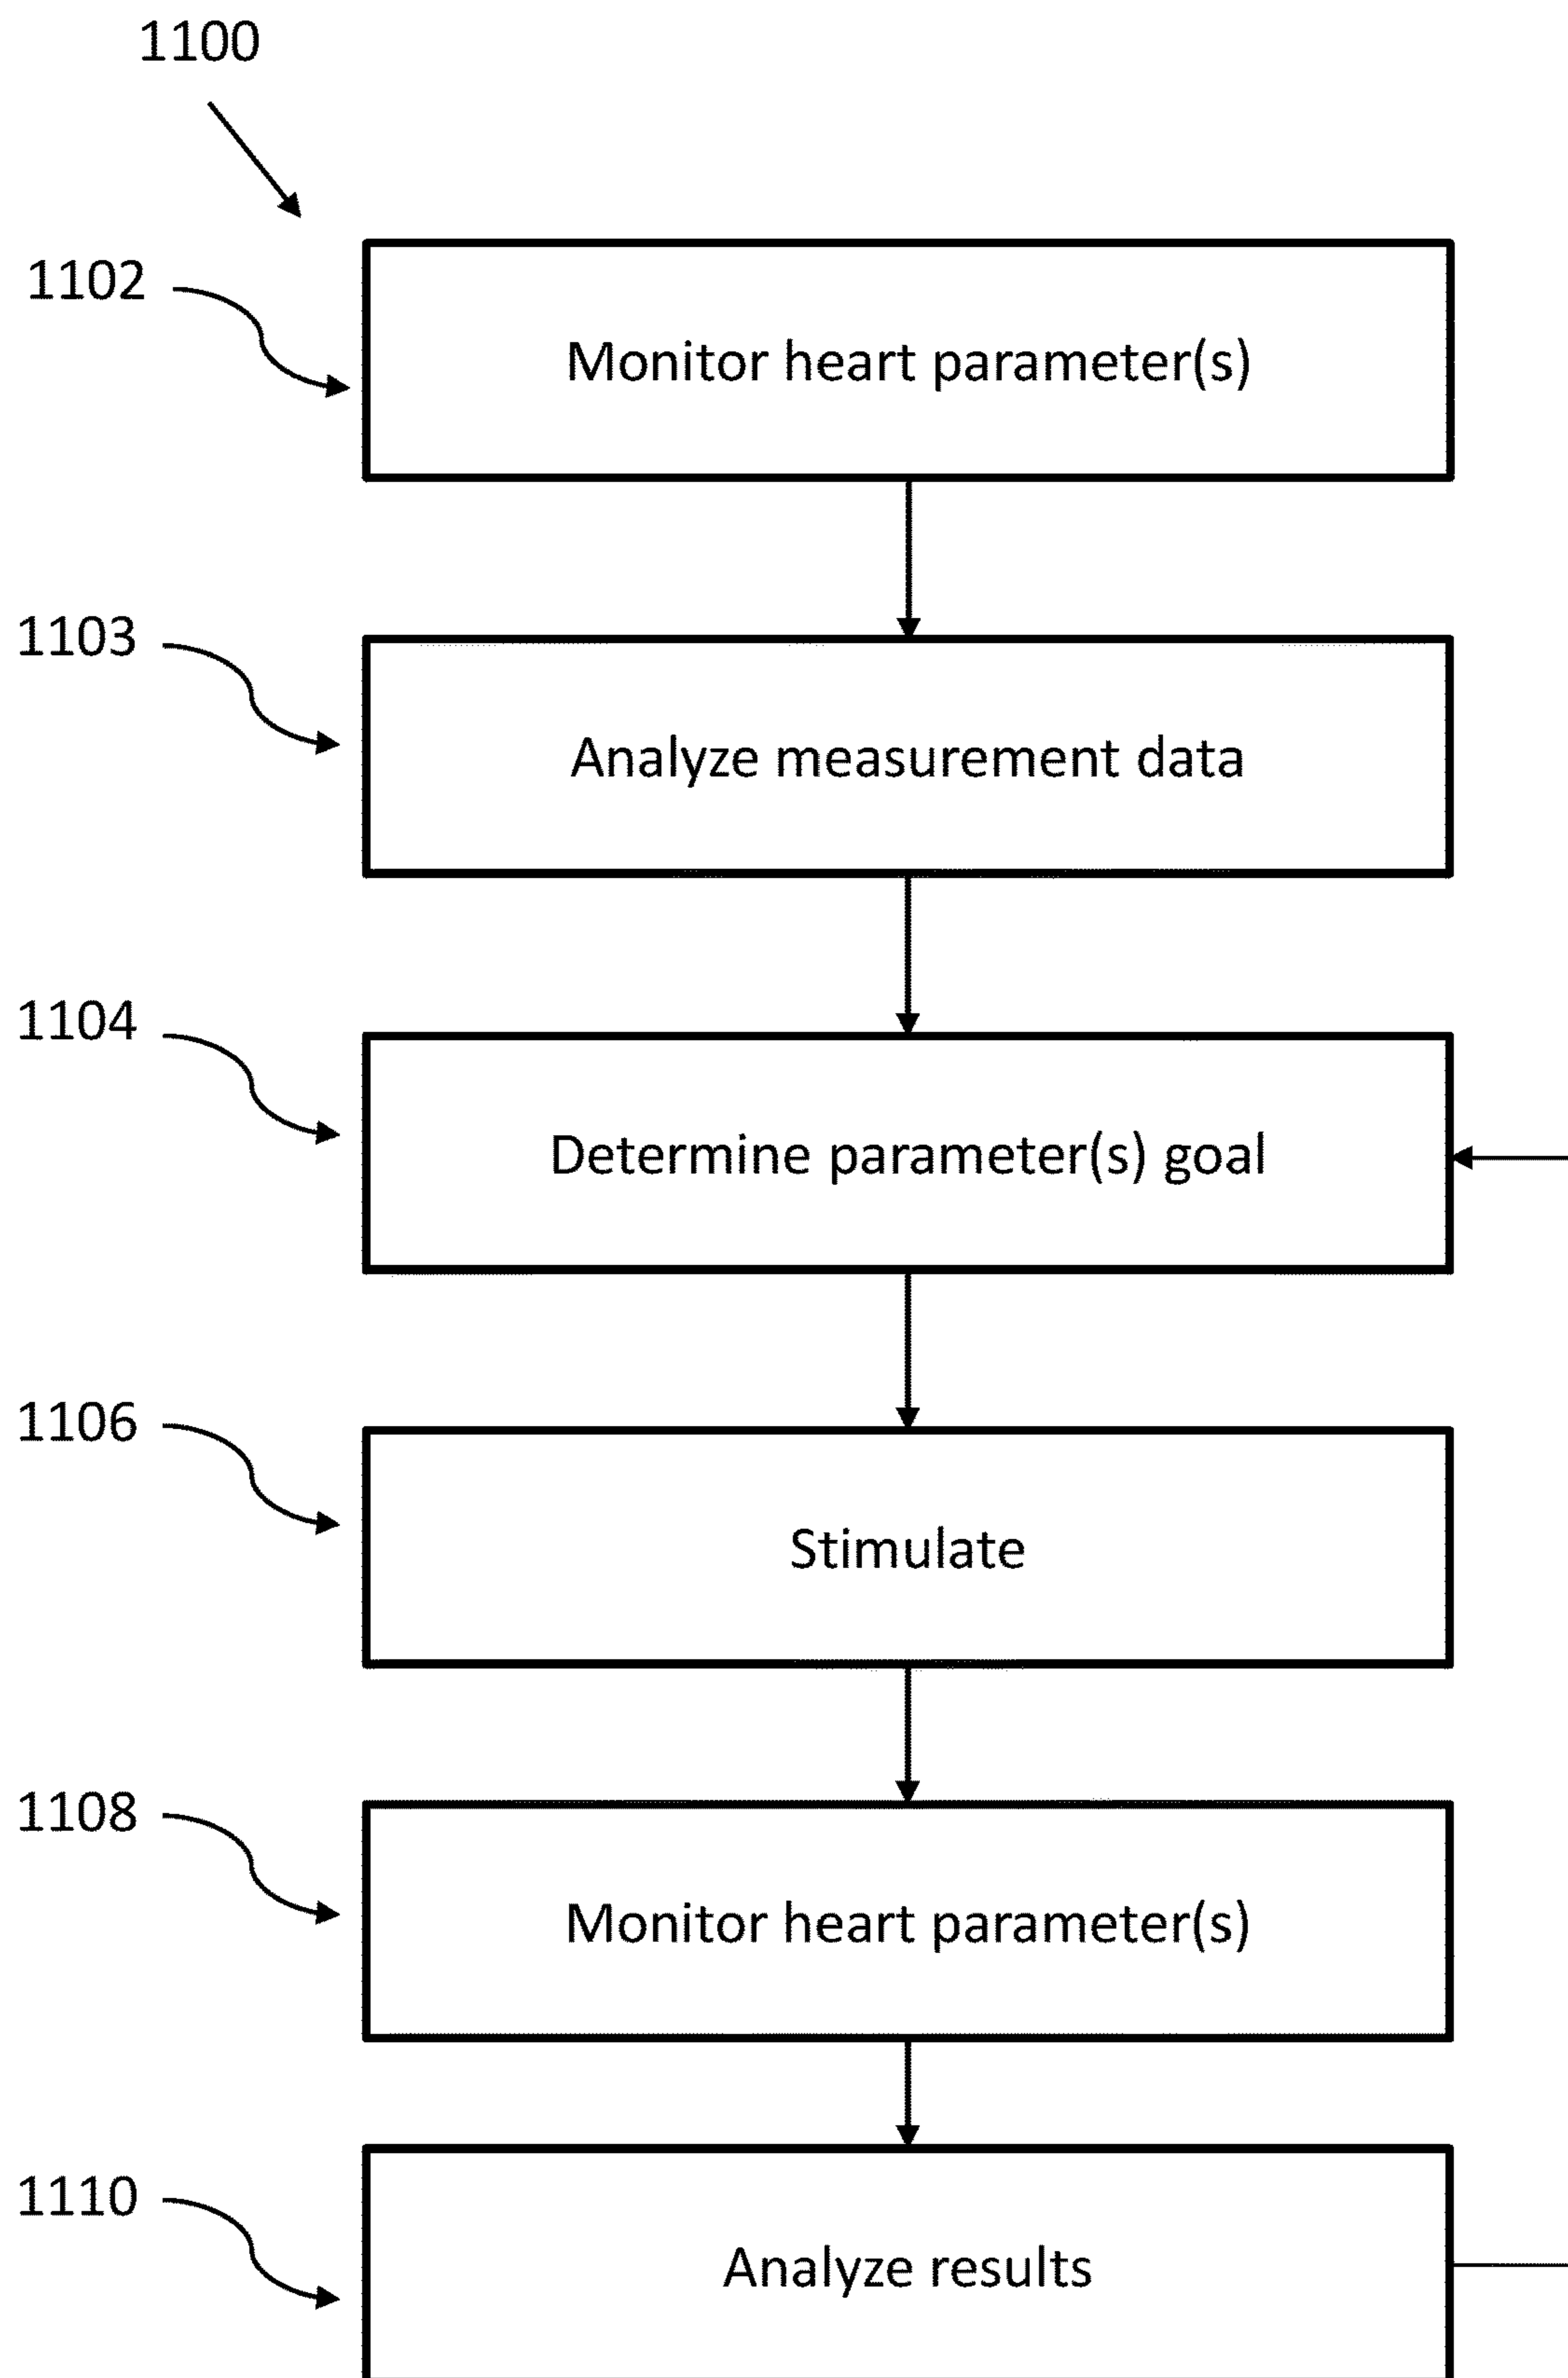 1100
1102
Monitor heart parameter(s)
1103
Analyze measurement data
1104
Determine parameter(s) goal
1106
Stimulate
1108
Monitor heart parameter(s)
1110
Analyze results